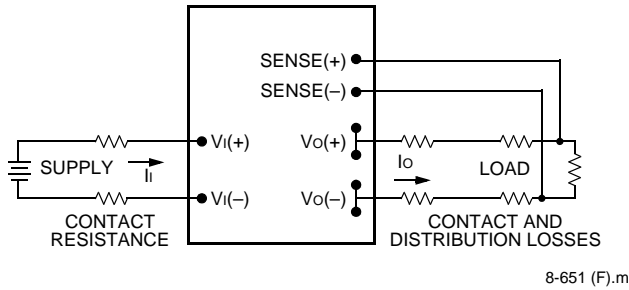 SENSE(+)
SENSE(–)
VI(+)
VO(+)
SUPPLY
II
IO
LOAD
VI(–)
VO(–)
CONTACT
RESISTANCE
CONTACT AND
DISTRIBUTION LOSSES
8-651 (F).m